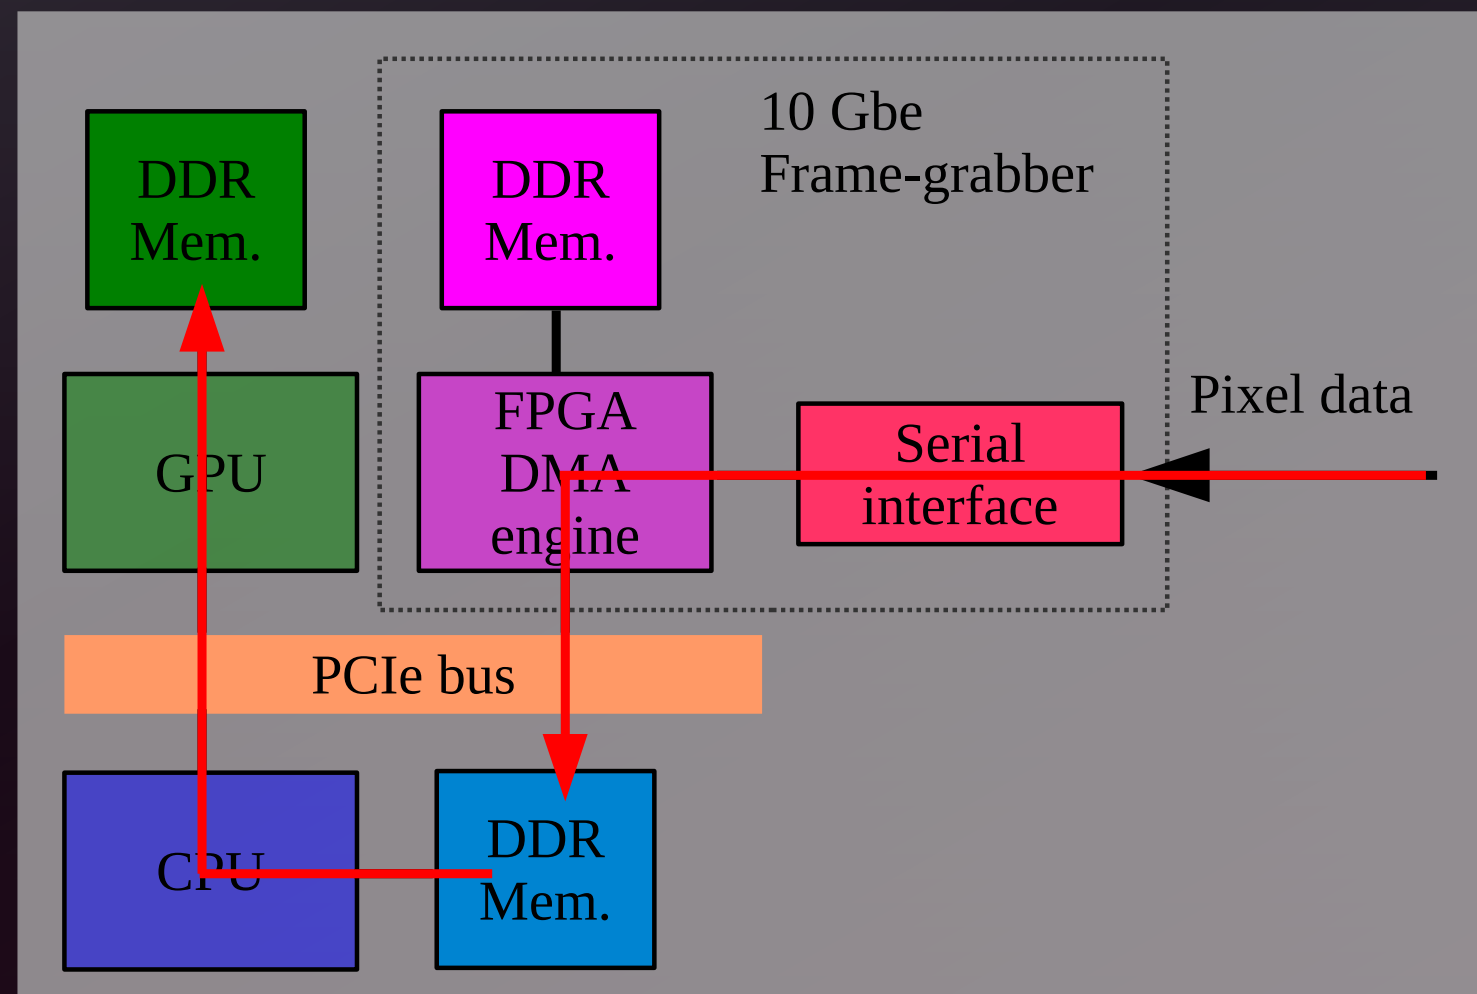 10 Gbe
Frame-grabber
DDR
Mem.
DDR
Mem.
Pixel data
GPU
FPGA
DMA
engine
Serial
interface
PCIe bus
CPU
DDR
Mem.